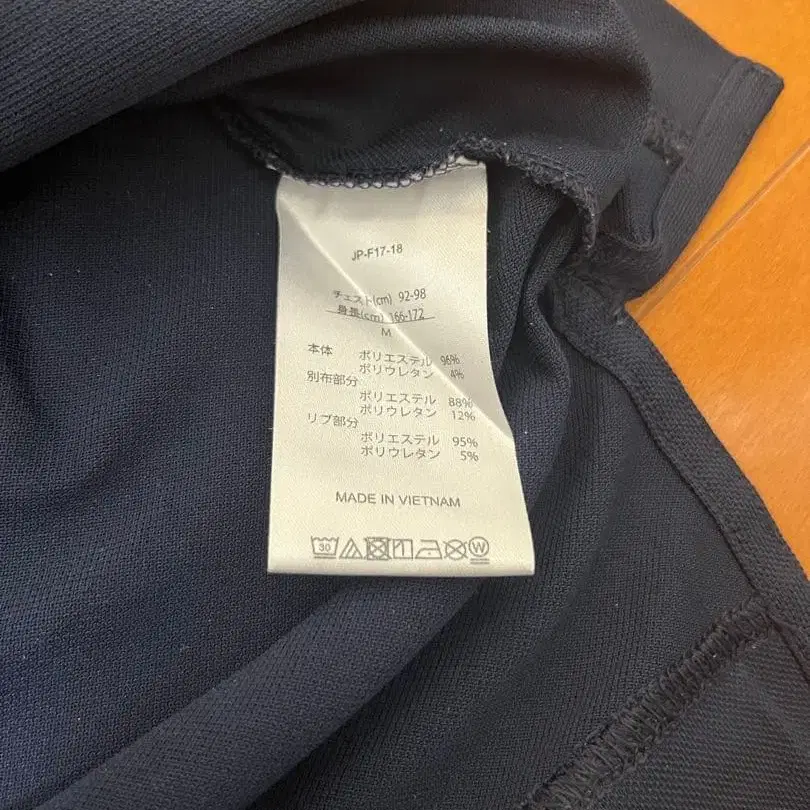 JP-F17-18
チェスト(cm) 92-98
身長(cm) 166-172
M
本体 ポリエステル 96%
ポリウレタン 4%
別布部分
ポリエステル 88%
ポリウレタン 12%
リブ部分
ポリエステル 95%
ポリウレタン 5%
MADE IN VIETNAM
30 W